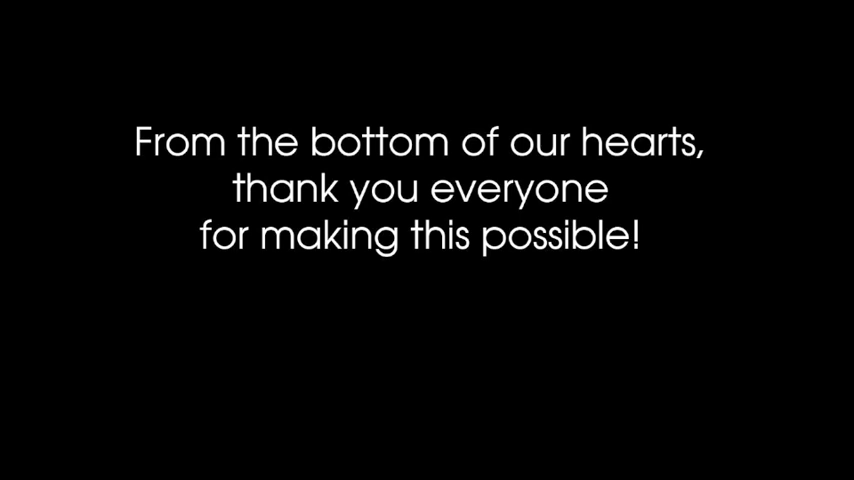 From the bottom of our hearts,
thank you everyone
for making this possible!